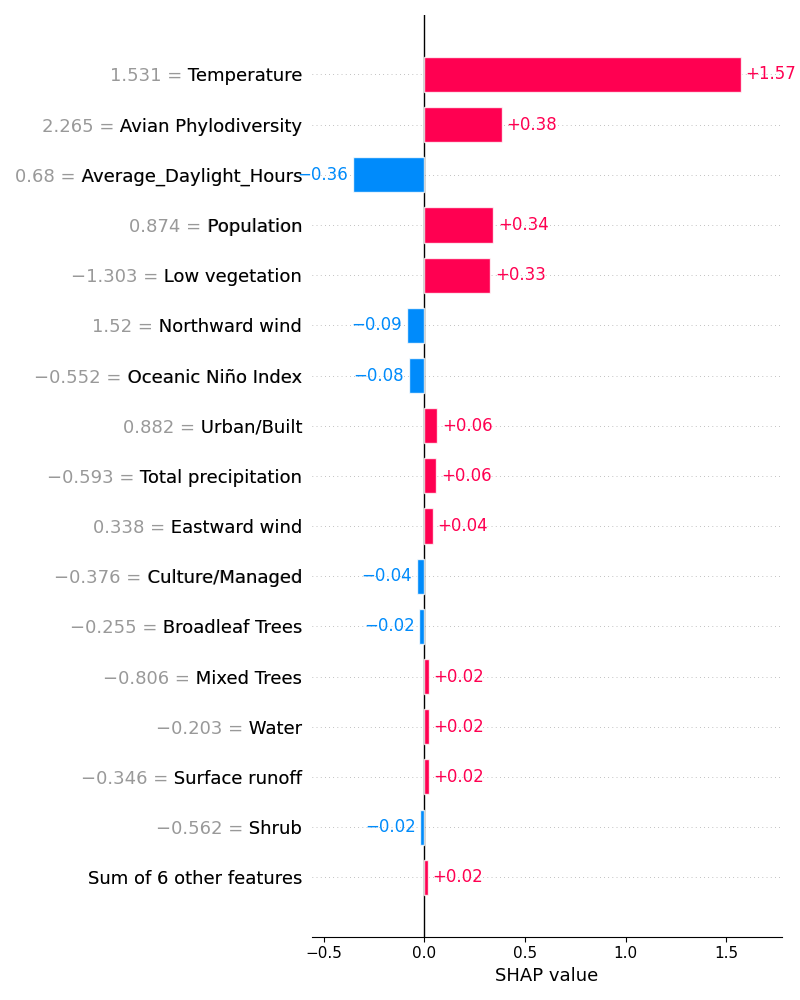 1.531 = Temperature +1.57
2.265 = Avian Phylodiversity +0.38
0.68 = Average_Daylight_Hours −0.36
0.874 = Population +0.34
−1.303 = Low vegetation +0.33
1.52 = Northward wind −0.09
−0.552 = Oceanic Niño Index −0.08
0.882 = Urban/Built +0.06
−0.593 = Total precipitation +0.06
0.338 = Eastward wind +0.04
−0.376 = Culture/Managed −0.04
−0.255 = Broadleaf Trees −0.02
−0.806 = Mixed Trees +0.02
−0.203 = Water +0.02
−0.346 = Surface runoff +0.02
−0.562 = Shrub −0.02
Sum of 6 other features +0.02
−0.5 0.0 0.5 1.0 1.5
SHAP value